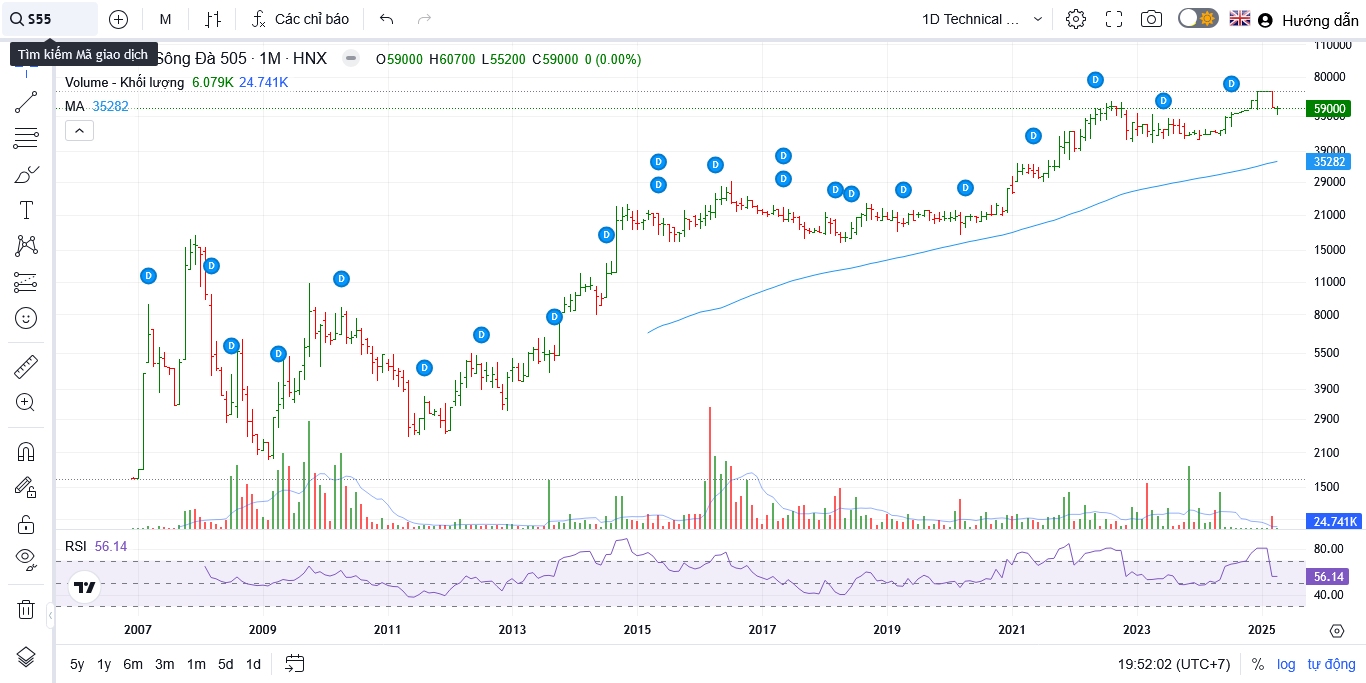 S55 M Các chỉ báo 1D Technical ... Hướng dẫn
Tìm kiếm Mã giao dịch
Sông Đà 505 · 1M · HNX O59000 H60700 L55200 C59000 0 (0.00%)
Volume - Khối lượng 6.079K 24.741K
MA 35282
D D D D D D D D D D D D D D D D D D D D D D
110000
80000
59000
55000
39000
35282
29000
21000
15000
11000
8000
5500
3900
2900
2100
1500
24.741K
RSI 56.14
80.00
56.14
40.00
2007 2009 2011 2013 2015 2017 2019 2021 2023 2025
5y 1y 6m 3m 1m 5d 1d 19:52:02 (UTC+7) % log tự động